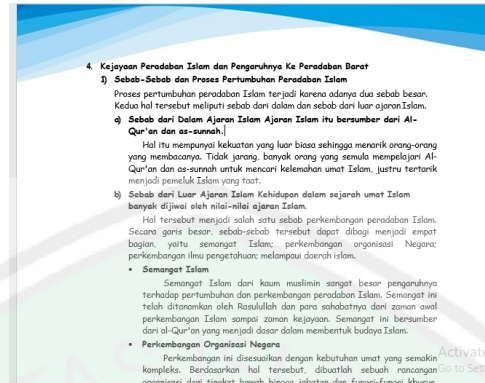 4. Kejayaan Peradaban Islam dan Pengaruhnya Ke Peradaban Barat
1) Sebab-Sebab dan Proses Pertumbuhan Peradaban Islam
Proses pertumbuhan peradaban Islam terjadi karena adanya dua sebab besar.
Kedua hal tersebut meliputi sebab dari dalam dan sebab dari luar ajaran Islam.
a) Sebab dari Dalam Ajaran Islam Ajaran Islam itu bersumber dari Al-
Qur'an dan as-sunnah.
Hal itu mempunyai kekuatan yang luar biasa sehingga menarik orang-orang
yang membacanya. Tidak jarang, banyak orang yang semula mempelajari Al-
Qur'an dan as-sunnah untuk mencari kelemahan umat Islam, justru tertarik
menjadi pemeluk Islam yang taat.
b) Sebab dari Luar Ajaran Islam Kehidupan dalam sejarah umat Islam
banyak dijiwai oleh nilai-nilai ajaran Islam.
Hal tersebut menjadi salah satu sebab perkembangan peradaban Islam.
Secara garis besar, sebab-sebab tersebut dapat dibagi menjadi empat
bagian, yaitu semangat Islam; perkembangan organisasi Negara;
perkembangan ilmu pengetahuan; melampaui daerah islam.
• Semangat Islam
Semangat Islam dari kaum muslimin sangat besar pengaruhnya
terhadap pertumbuhan dan perkembangan peradaban Islam. Semangat ini
telah ditanamkan oleh Rasulullah dan para sahabatnya dari zaman awal
perkembangan Islam sampai zaman kejayaan. Semangat ini bersumber
dari al-Qur'an yang menjadi dasar dalam membentuk budaya Islam.
• Perkembangan Organisasi Negara
Perkembangan ini disesuaikan dengan kebutuhan umat yang semakin
kompleks. Berdasarkan hal tersebut, dibuatlah sebuah rancangan
organisasi dari tingkat bawah hingga jabatan dan fungsi-fungsi khusus.
Activate
Go to Sett